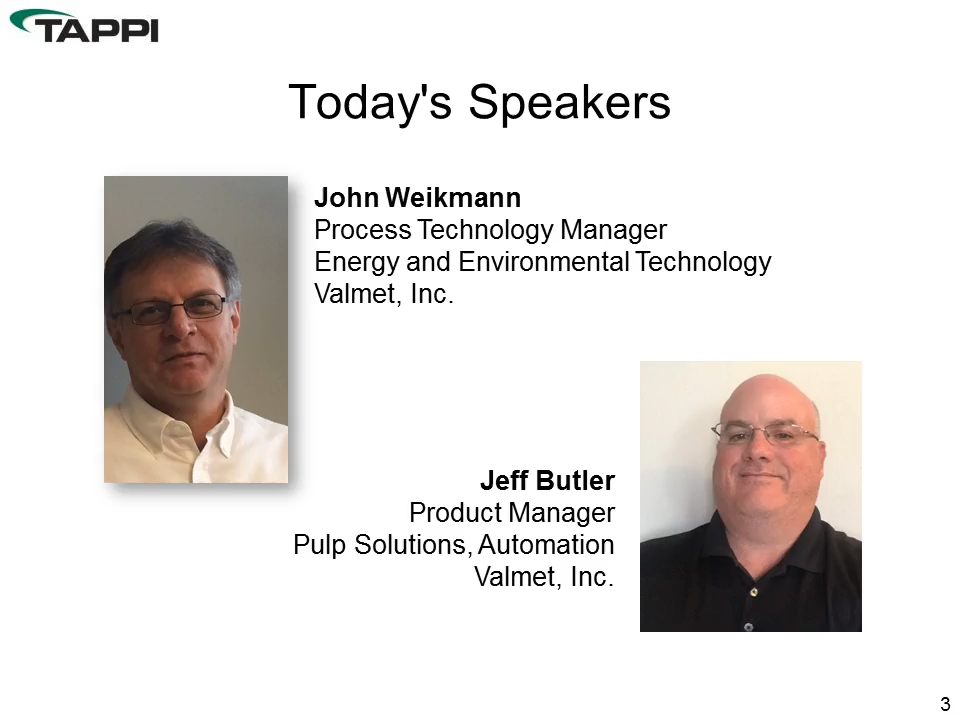 TAPPI
Today's Speakers
John Weikmann
Process Technology Manager
Energy and Environmental Technology
Valmet, Inc.
Jeff Butler
Product Manager
Pulp Solutions, Automation
Valmet, Inc.
3